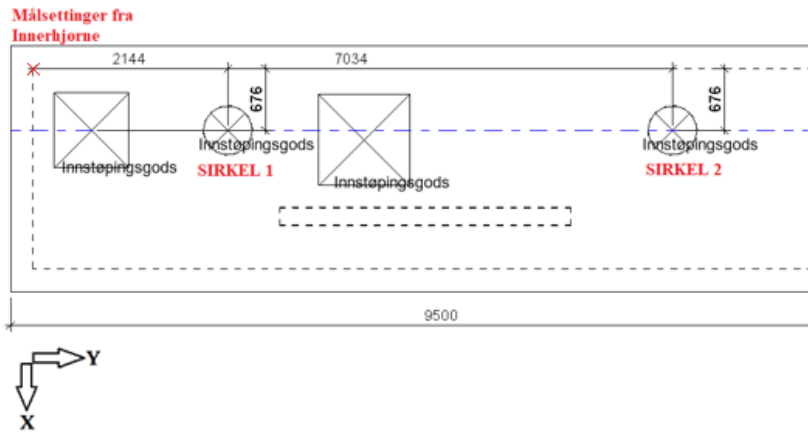 Målsettinger fra
Innerhjørne
2144
7034
676
676
Innstøpingsgods
Innstøpingsgods
Innstøpingsgods
SIRKEL 1
SIRKEL 2
Innstøpingsgods
9500
Y
X